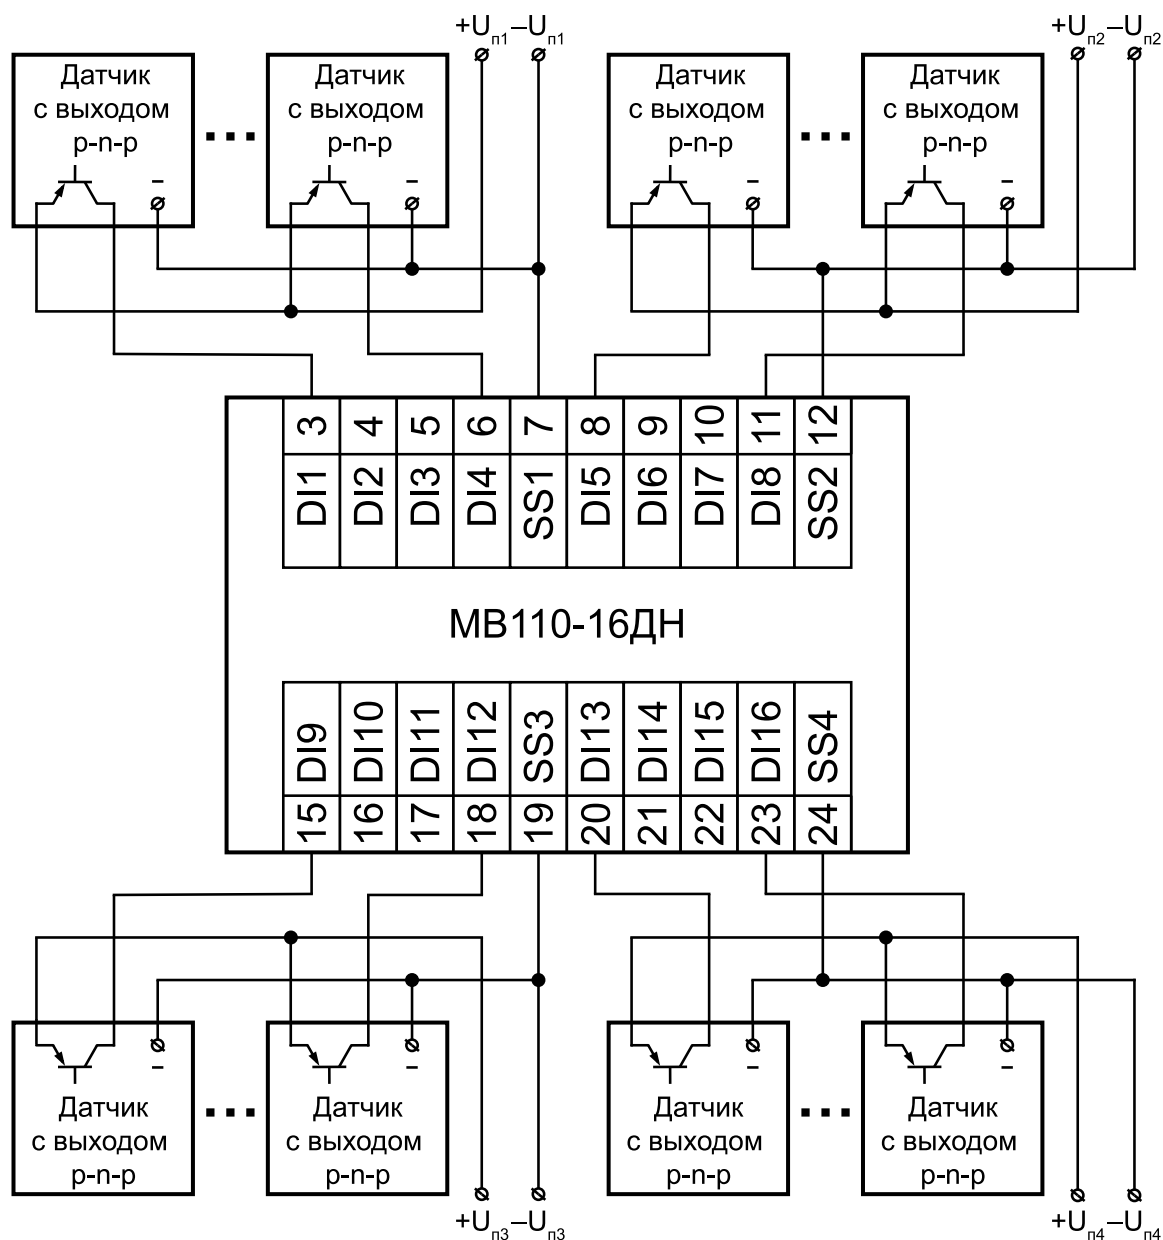 +Uп1 –Uп1
+Uп2 –Uп2
Датчик
с выходом
p-n-p
–
Датчик
с выходом
p-n-p
–
Датчик
с выходом
p-n-p
–
Датчик
с выходом
p-n-p
–
3 4 5 6 7 8 9 10 11 12
DI1 DI2 DI3 DI4 SS1 DI5 DI6 DI7 DI8 SS2
МВ110-16ДН
DI9 DI10 DI11 DI12 SS3 DI13 DI14 DI15 DI16 SS4
15 16 17 18 19 20 21 22 23 24
–
Датчик
с выходом
p-n-p
–
Датчик
с выходом
p-n-p
–
Датчик
с выходом
p-n-p
–
Датчик
с выходом
p-n-p
+Uп3 –Uп3
+Uп4 –Uп4